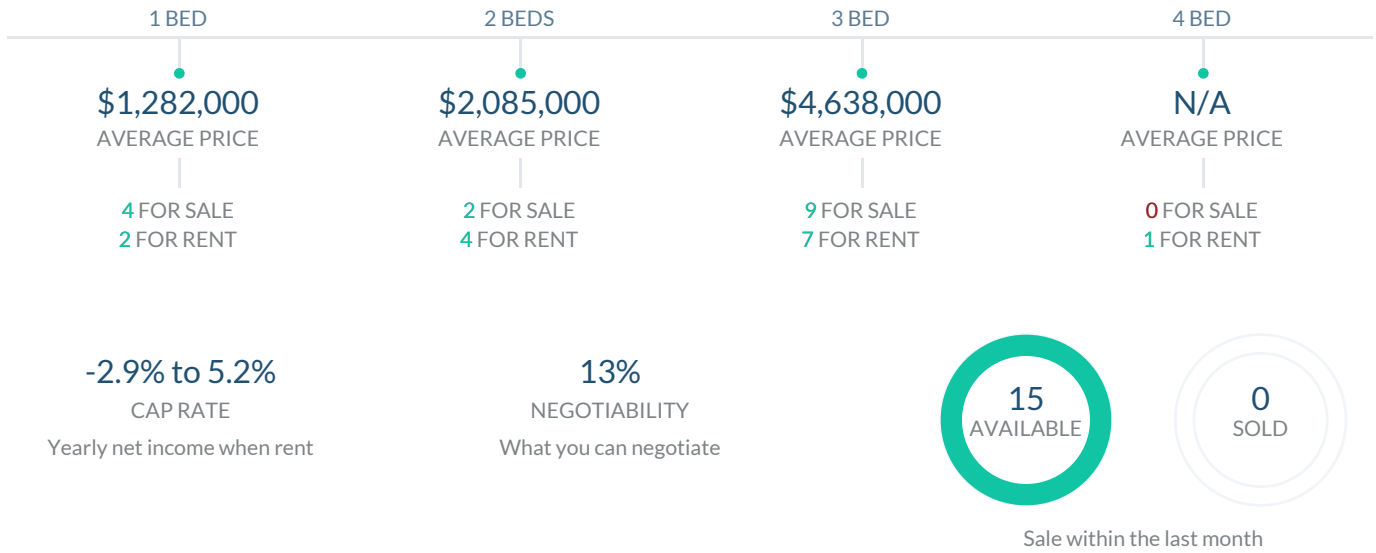 1 BED
2 BEDS
3 BED
4 BED
$1,282,000
AVERAGE PRICE
4 FOR SALE
2 FOR RENT
$2,085,000
AVERAGE PRICE
2 FOR SALE
4 FOR RENT
$4,638,000
AVERAGE PRICE
9 FOR SALE
7 FOR RENT
N/A
AVERAGE PRICE
0 FOR SALE
1 FOR RENT
-2.9% to 5.2%
CAP RATE
Yearly net income when rent
13%
NEGOTIABILITY
What you can negotiate
15
AVAILABLE
0
SOLD
Sale within the last month